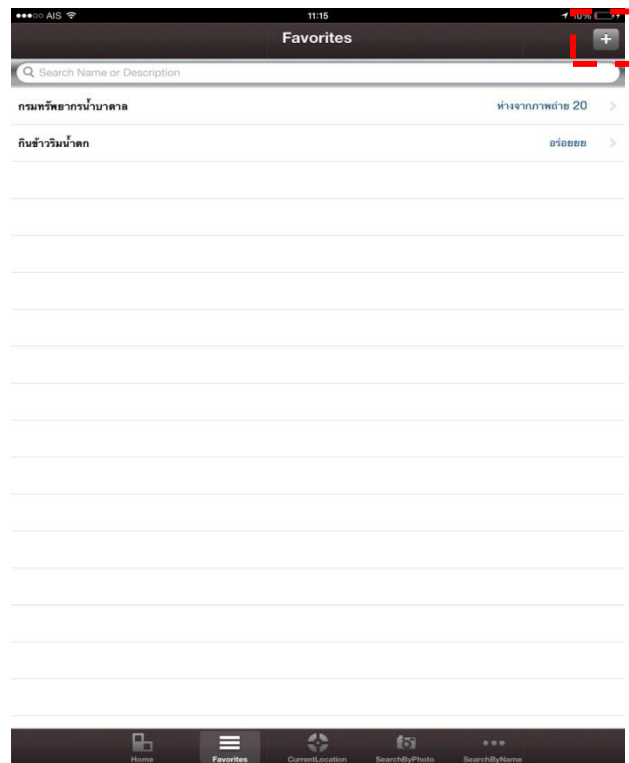 AIS 11:15 10%
Favorites +
Search Name or Description
กรมทรัพยากรน้ำบาดาล ห่างจากภาพถ่าย 20
กินข้าวริมน้ำตก อร่อยยย
Home Favorites CurrentLocation SearchByPhoto SearchByName